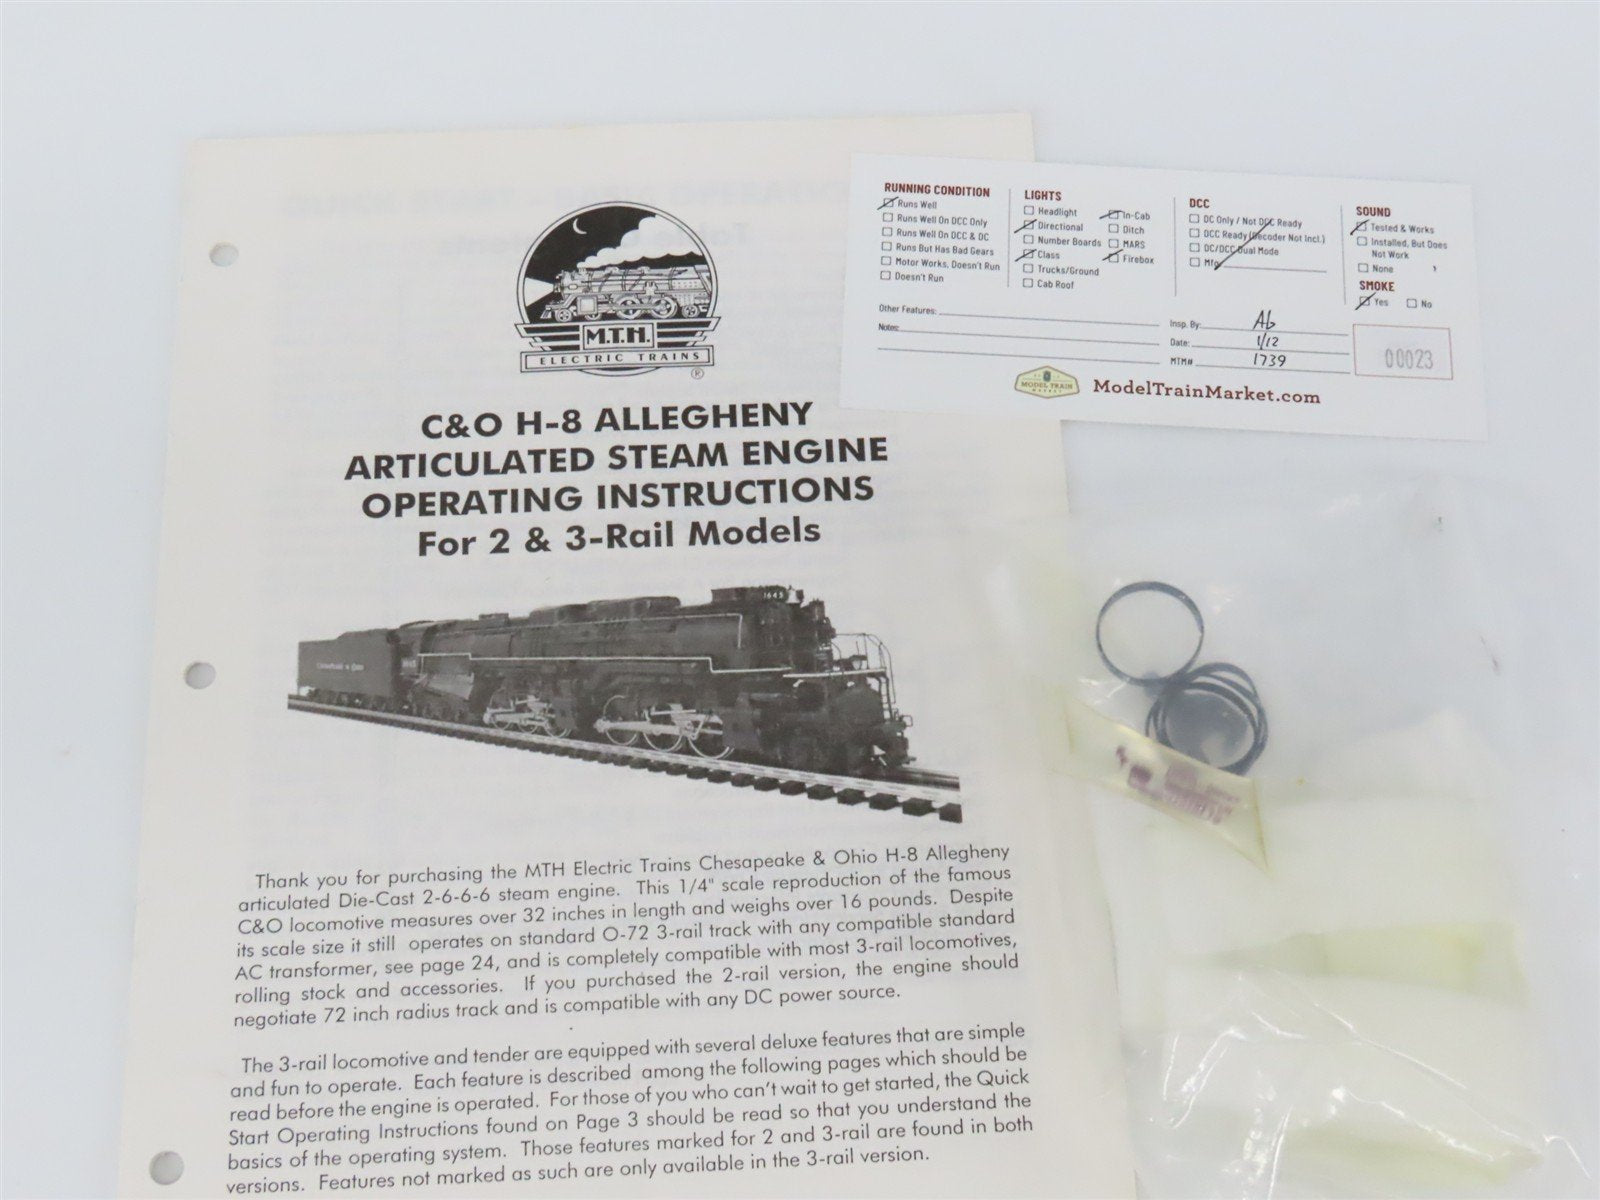 M.T.H.
ELECTRIC TRAINS
®
C&O H-8 ALLEGHENY
ARTICULATED STEAM ENGINE
OPERATING INSTRUCTIONS
For 2 & 3-Rail Models
1645
Thank you for purchasing the MTH Electric Trains Chesapeake & Ohio H-8 Allegheny
articulated Die-Cast 2-6-6-6 steam engine. This 1/4" scale reproduction of the famous
C&O locomotive measures over 32 inches in length and weighs over 16 pounds. Despite
its scale size it still operates on standard O-72 3-rail track with any compatible standard
AC transformer, see page 24, and is completely compatible with most 3-rail locomotives,
rolling stock and accessories. If you purchased the 2-rail version, the engine should
negotiate 72 inch radius track and is compatible with any DC power source.
The 3-rail locomotive and tender are equipped with several deluxe features that are simple
and fun to operate. Each feature is described among the following pages which should be
read before the engine is operated. For those of you who can't wait to get started, the Quick
Start Operating Instructions found on Page 3 should be read so that you understand the
basics of the operating system. Those features marked for 2 and 3-rail are found in both
versions. Features not marked as such are only available in the 3-rail version.
RUNNING CONDITION
Runs Well
Runs Well On DCC Only
Runs Well On DCC & DC
Runs But Has Bad Gears
Motor Works, Doesn't Run
Doesn't Run
LIGHTS
Headlight
Directional
Number Boards
Class
Trucks/Ground
Cab Roof
In-Cab
Ditch
MARS
Firebox
DCC
DC Only / Not DCC Ready
DCC Ready (Decoder Not Incl.)
DC/DCC Dual Mode
Mfg
SOUND
Tested & Works
Installed, But Does
Not Work
None
SMOKE
Yes
No
Other Features:
Notes:
Insp. By: Ab
Date: 1/12
MTM# 1739
00023
MODEL TRAIN
MARKET
ModelTrainMarket.com